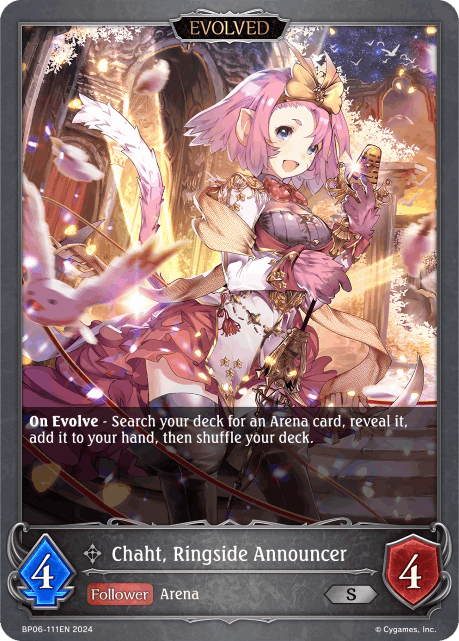 EVOLVED
On Evolve - Search your deck for an Arena card, reveal it,
add it to your hand, then shuffle your deck.
Chaht, Ringside Announcer
4
Follower Arena
S
4
BP06-111EN 2024
© Cygames, Inc.